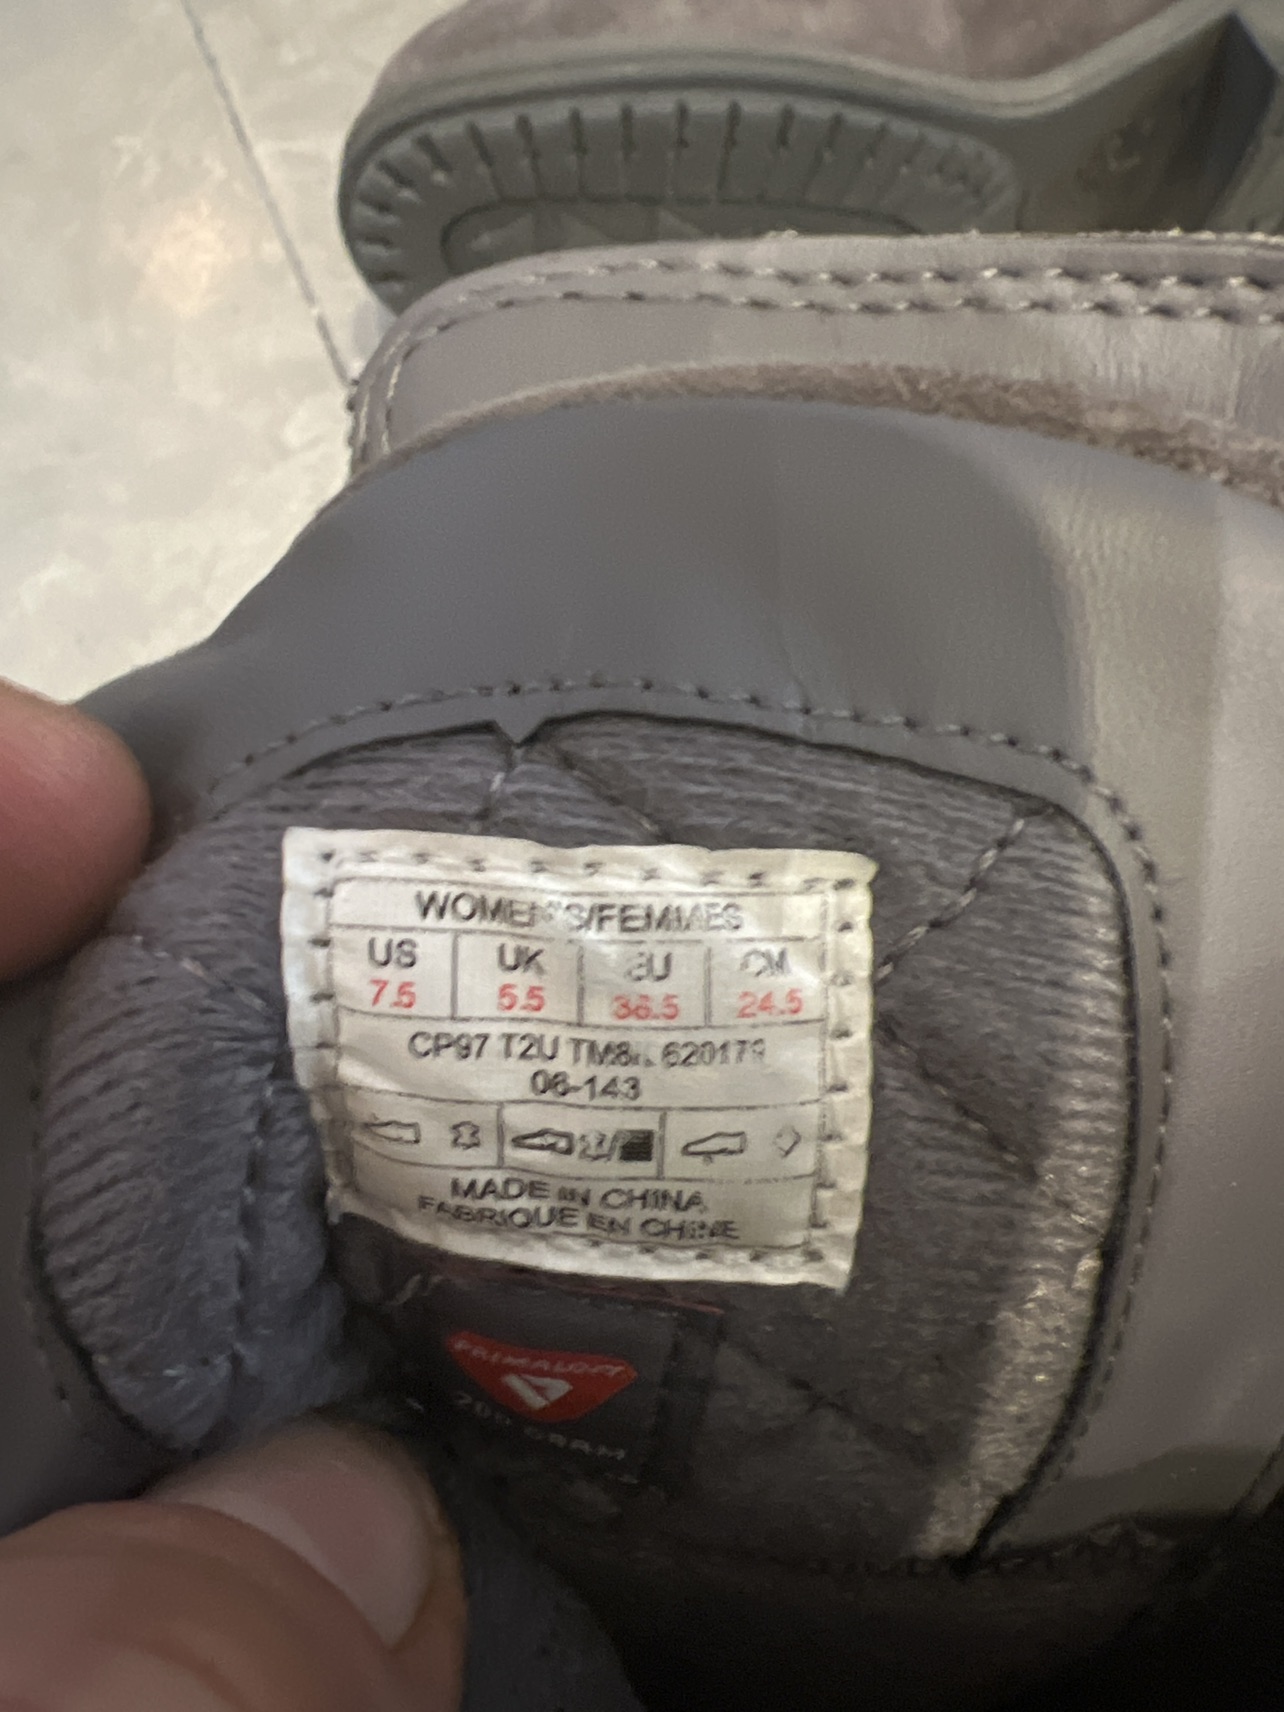 WOMEN'S/FEMMES
US UK EU CM
7.5 5.5 38.5 24.5
CP97 T2U
06-143
MADE IN CHINA
FABRIQUE EN CHINE
PRIMALOFT
200 GRAM